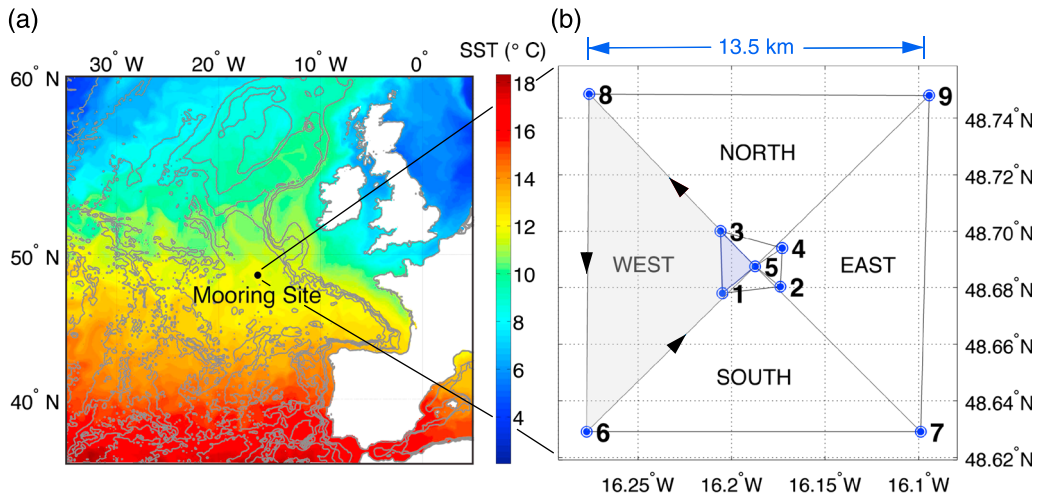 (a)
(b)
30° W 20° W 10° W 0°
SST (° C)
13.5 km
60° N
50° N
40° N
Mooring Site
18
16
14
12
10
8
6
4
8
9
NORTH
3
4
WEST
5
EAST
1
2
SOUTH
6
7
48.74°N
48.72°N
48.70°N
48.68°N
48.66°N
48.64°N
48.62°N
16.25°W 16.2°W 16.15°W 16.1°W